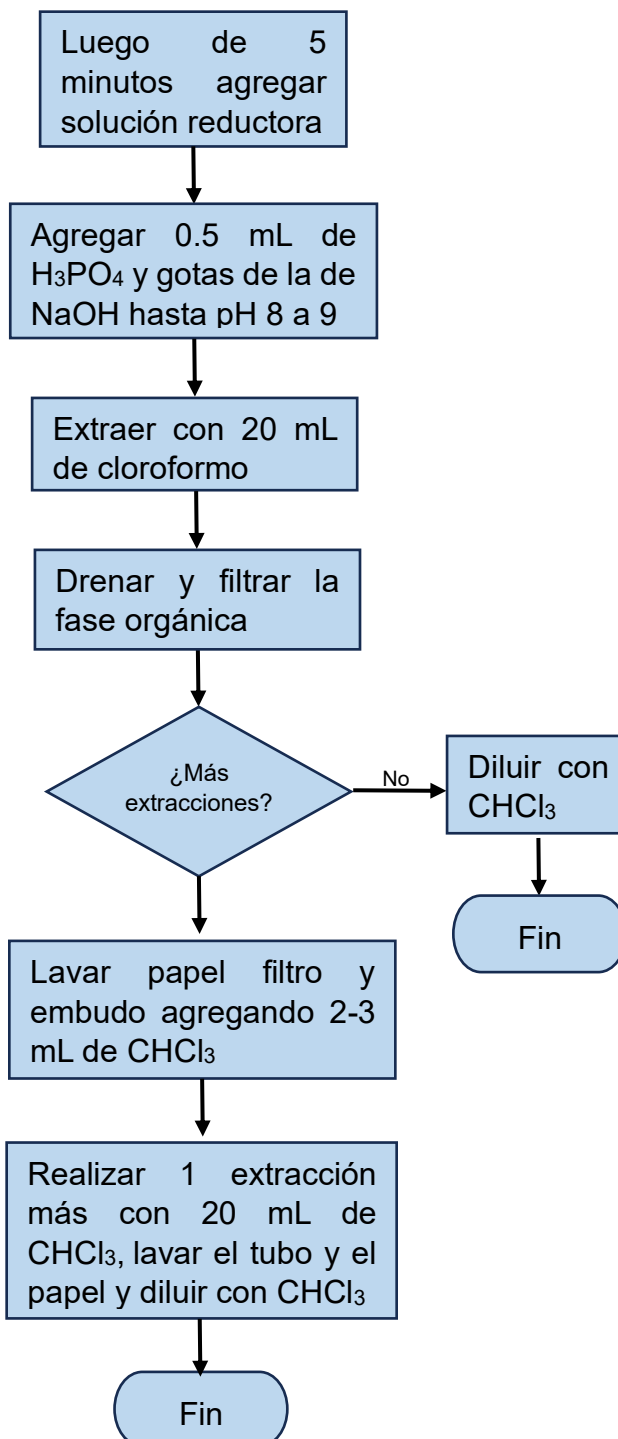 Luego de 5
minutos agregar
solución reductora
Agregar 0.5 mL de
H₃PO₄ y gotas de la de
NaOH hasta pH 8 a 9
Extraer con 20 mL
de cloroformo
Drenar y filtrar la
fase orgánica
¿Más
extracciones?
No
Diluir con
CHCl₃
Fin
Lavar papel filtro y
embudo agregando 2-3
mL de CHCl₃
Realizar 1 extracción
más con 20 mL de
CHCl₃, lavar el tubo y el
papel y diluir con CHCl₃
Fin